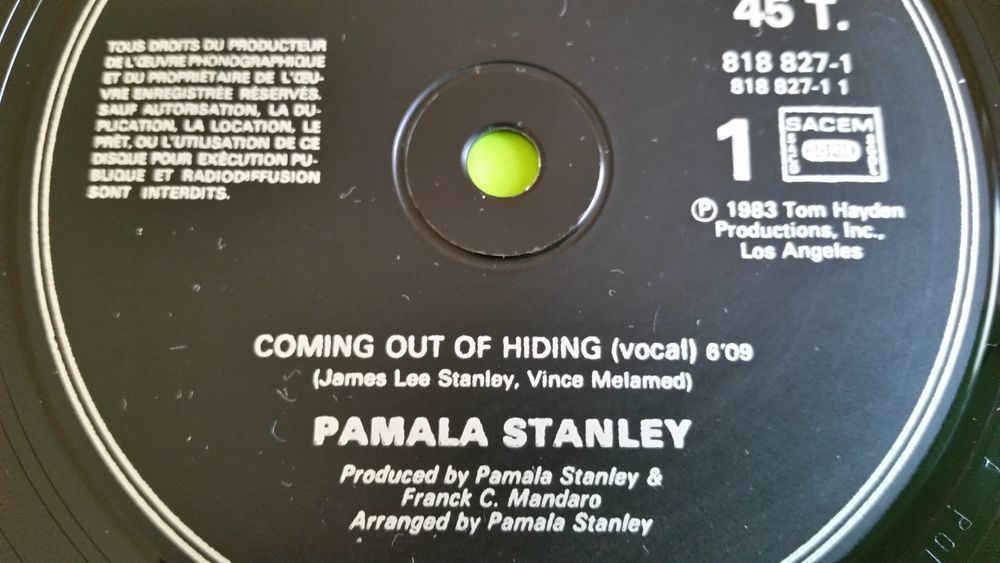 TOUS DROITS DU PRODUCTEUR
DE L'ŒUVRE PHONOGRAPHIQUE
ET DU PROPRIÉTAIRE DE L'ŒU-
VRE ENREGISTRÉE RÉSERVÉS.
SAUF AUTORISATION, LA DU-
PLICATION, LA LOCATION, LE
PRÊT, OU L'UTILISATION DE CE
DISQUE POUR EXÉCUTION PU-
BLIQUE ET RADIODIFFUSION
SONT INTERDITS.
45 T.
818 827-1
818 827-1 1
1
SACEM
SACD
℗ 1983 Tom Hayden
Productions, Inc.,
Los Angeles
COMING OUT OF HIDING (vocal) 6'09
(James Lee Stanley, Vince Melamed)
PAMALA STANLEY
Produced by Pamala Stanley &
Franck C. Mandaro
Arranged by Pamala Stanley